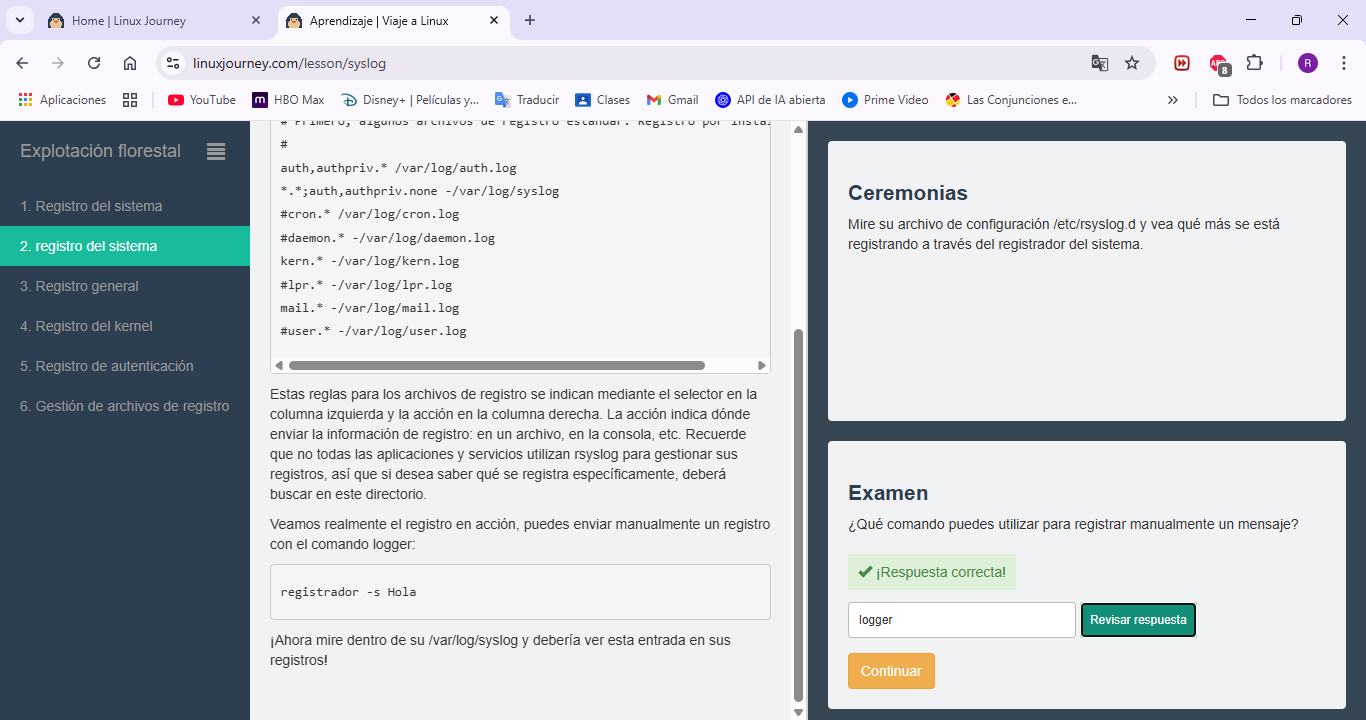 Home | Linux Journey
Aprendizaje | Viaje a Linux
linuxjourney.com/lesson/syslog
8
R
Aplicaciones
YouTube
HBO Max
Disney+ | Películas y...
Traducir
Clases
Gmail
API de IA abierta
Prime Video
Las Conjunciones e...
Todos los marcadores
Explotación florestal
1. Registro del sistema
2. registro del sistema
3. Registro general
4. Registro del kernel
5. Registro de autenticación
6. Gestión de archivos de registro
# Primero, algunos archivos de registro estándar. Registro por insta
#
auth,authpriv.* /var/log/auth.log
*.*;auth,authpriv.none -/var/log/syslog
#cron.* /var/log/cron.log
#daemon.* -/var/log/daemon.log
kern.* -/var/log/kern.log
#lpr.* -/var/log/lpr.log
mail.* -/var/log/mail.log
#user.* -/var/log/user.log
Estas reglas para los archivos de registro se indican mediante el selector en la
columna izquierda y la acción en la columna derecha. La acción indica dónde
enviar la información de registro: en un archivo, en la consola, etc. Recuerde
que no todas las aplicaciones y servicios utilizan rsyslog para gestionar sus
registros, así que si desea saber qué se registra específicamente, deberá
buscar en este directorio.
Veamos realmente el registro en acción, puedes enviar manualmente un registro
con el comando logger:
registrador -s Hola
¡Ahora mire dentro de su /var/log/syslog y debería ver esta entrada en sus
registros!
Ceremonias
Mire su archivo de configuración /etc/rsyslog.d y vea qué más se está
registrando a través del registrador del sistema.
Examen
¿Qué comando puedes utilizar para registrar manualmente un mensaje?
¡Respuesta correcta!
logger
Revisar respuesta
Continuar